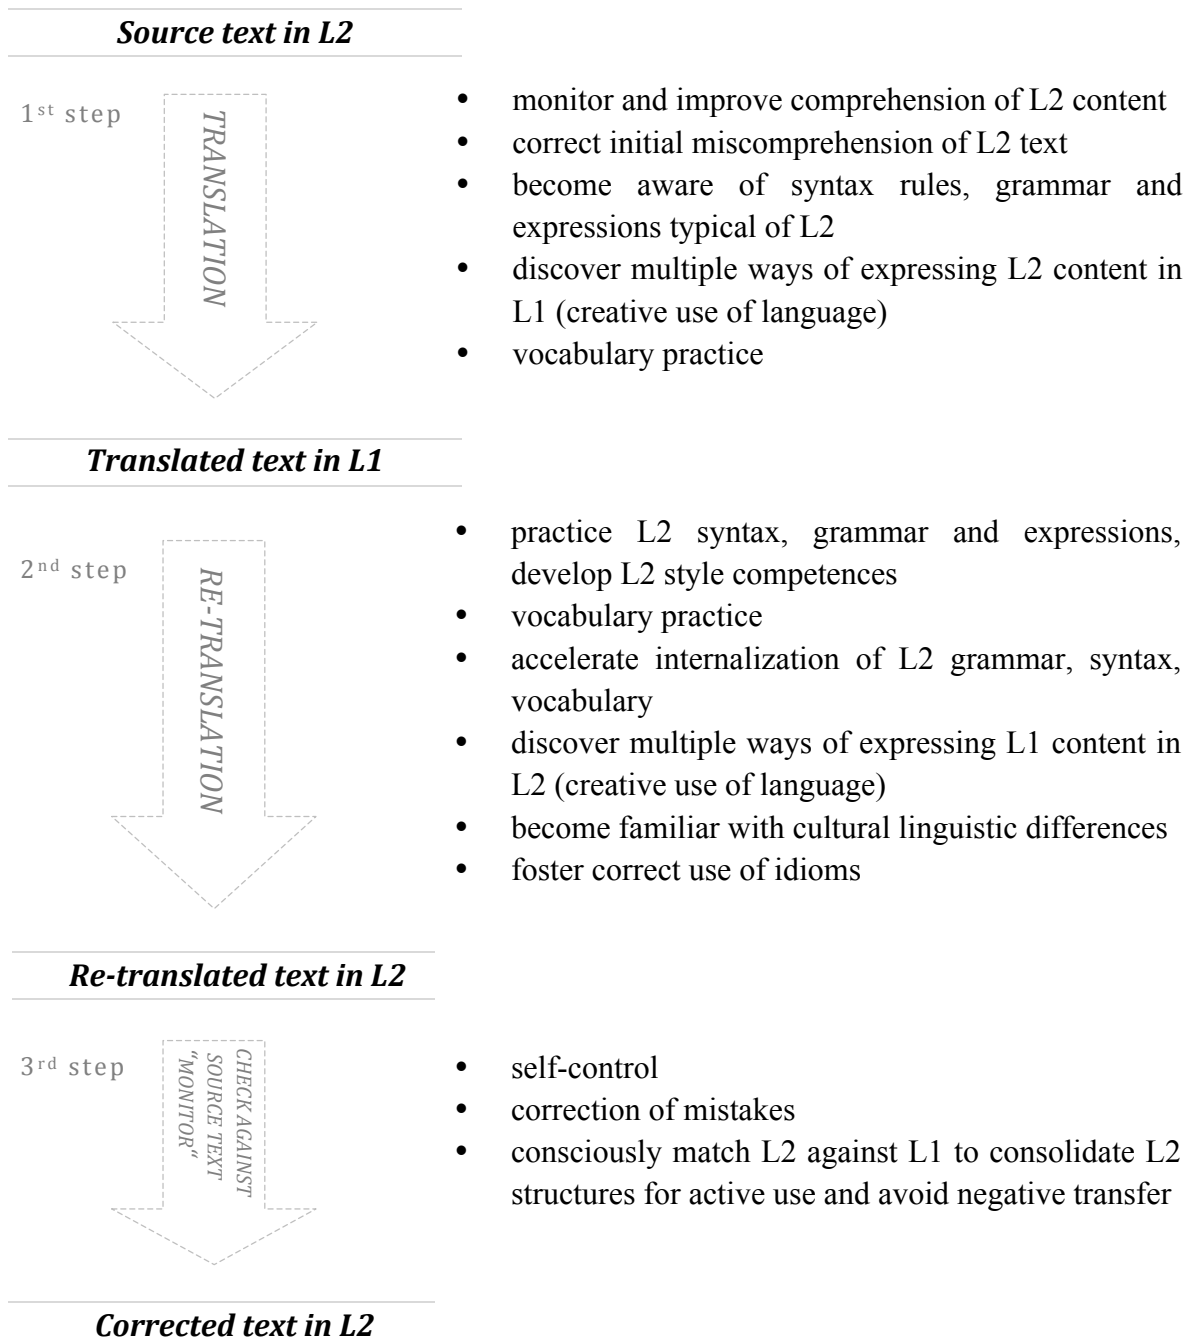 Source text in L2
1st step
TRANSLATION
• monitor and improve comprehension of L2 content
• correct initial miscomprehension of L2 text
• become aware of syntax rules, grammar and
expressions typical of L2
• discover multiple ways of expressing L2 content in
L1 (creative use of language)
• vocabulary practice
Translated text in L1
2nd step
RE-TRANSLATION
• practice L2 syntax, grammar and expressions,
develop L2 style competences
• vocabulary practice
• accelerate internalization of L2 grammar, syntax,
vocabulary
• discover multiple ways of expressing L1 content in
L2 (creative use of language)
• become familiar with cultural linguistic differences
• foster correct use of idioms
Re-translated text in L2
3rd step
CHECK AGAINST
SOURCE TEXT
“MONITOR“
• self-control
• correction of mistakes
• consciously match L2 against L1 to consolidate L2
structures for active use and avoid negative transfer
Corrected text in L2